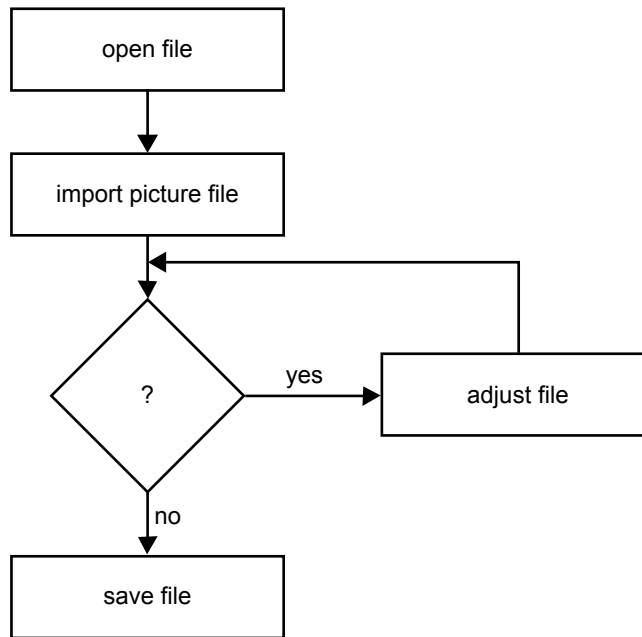 open file
import picture file
?
yes
adjust file
no
save file